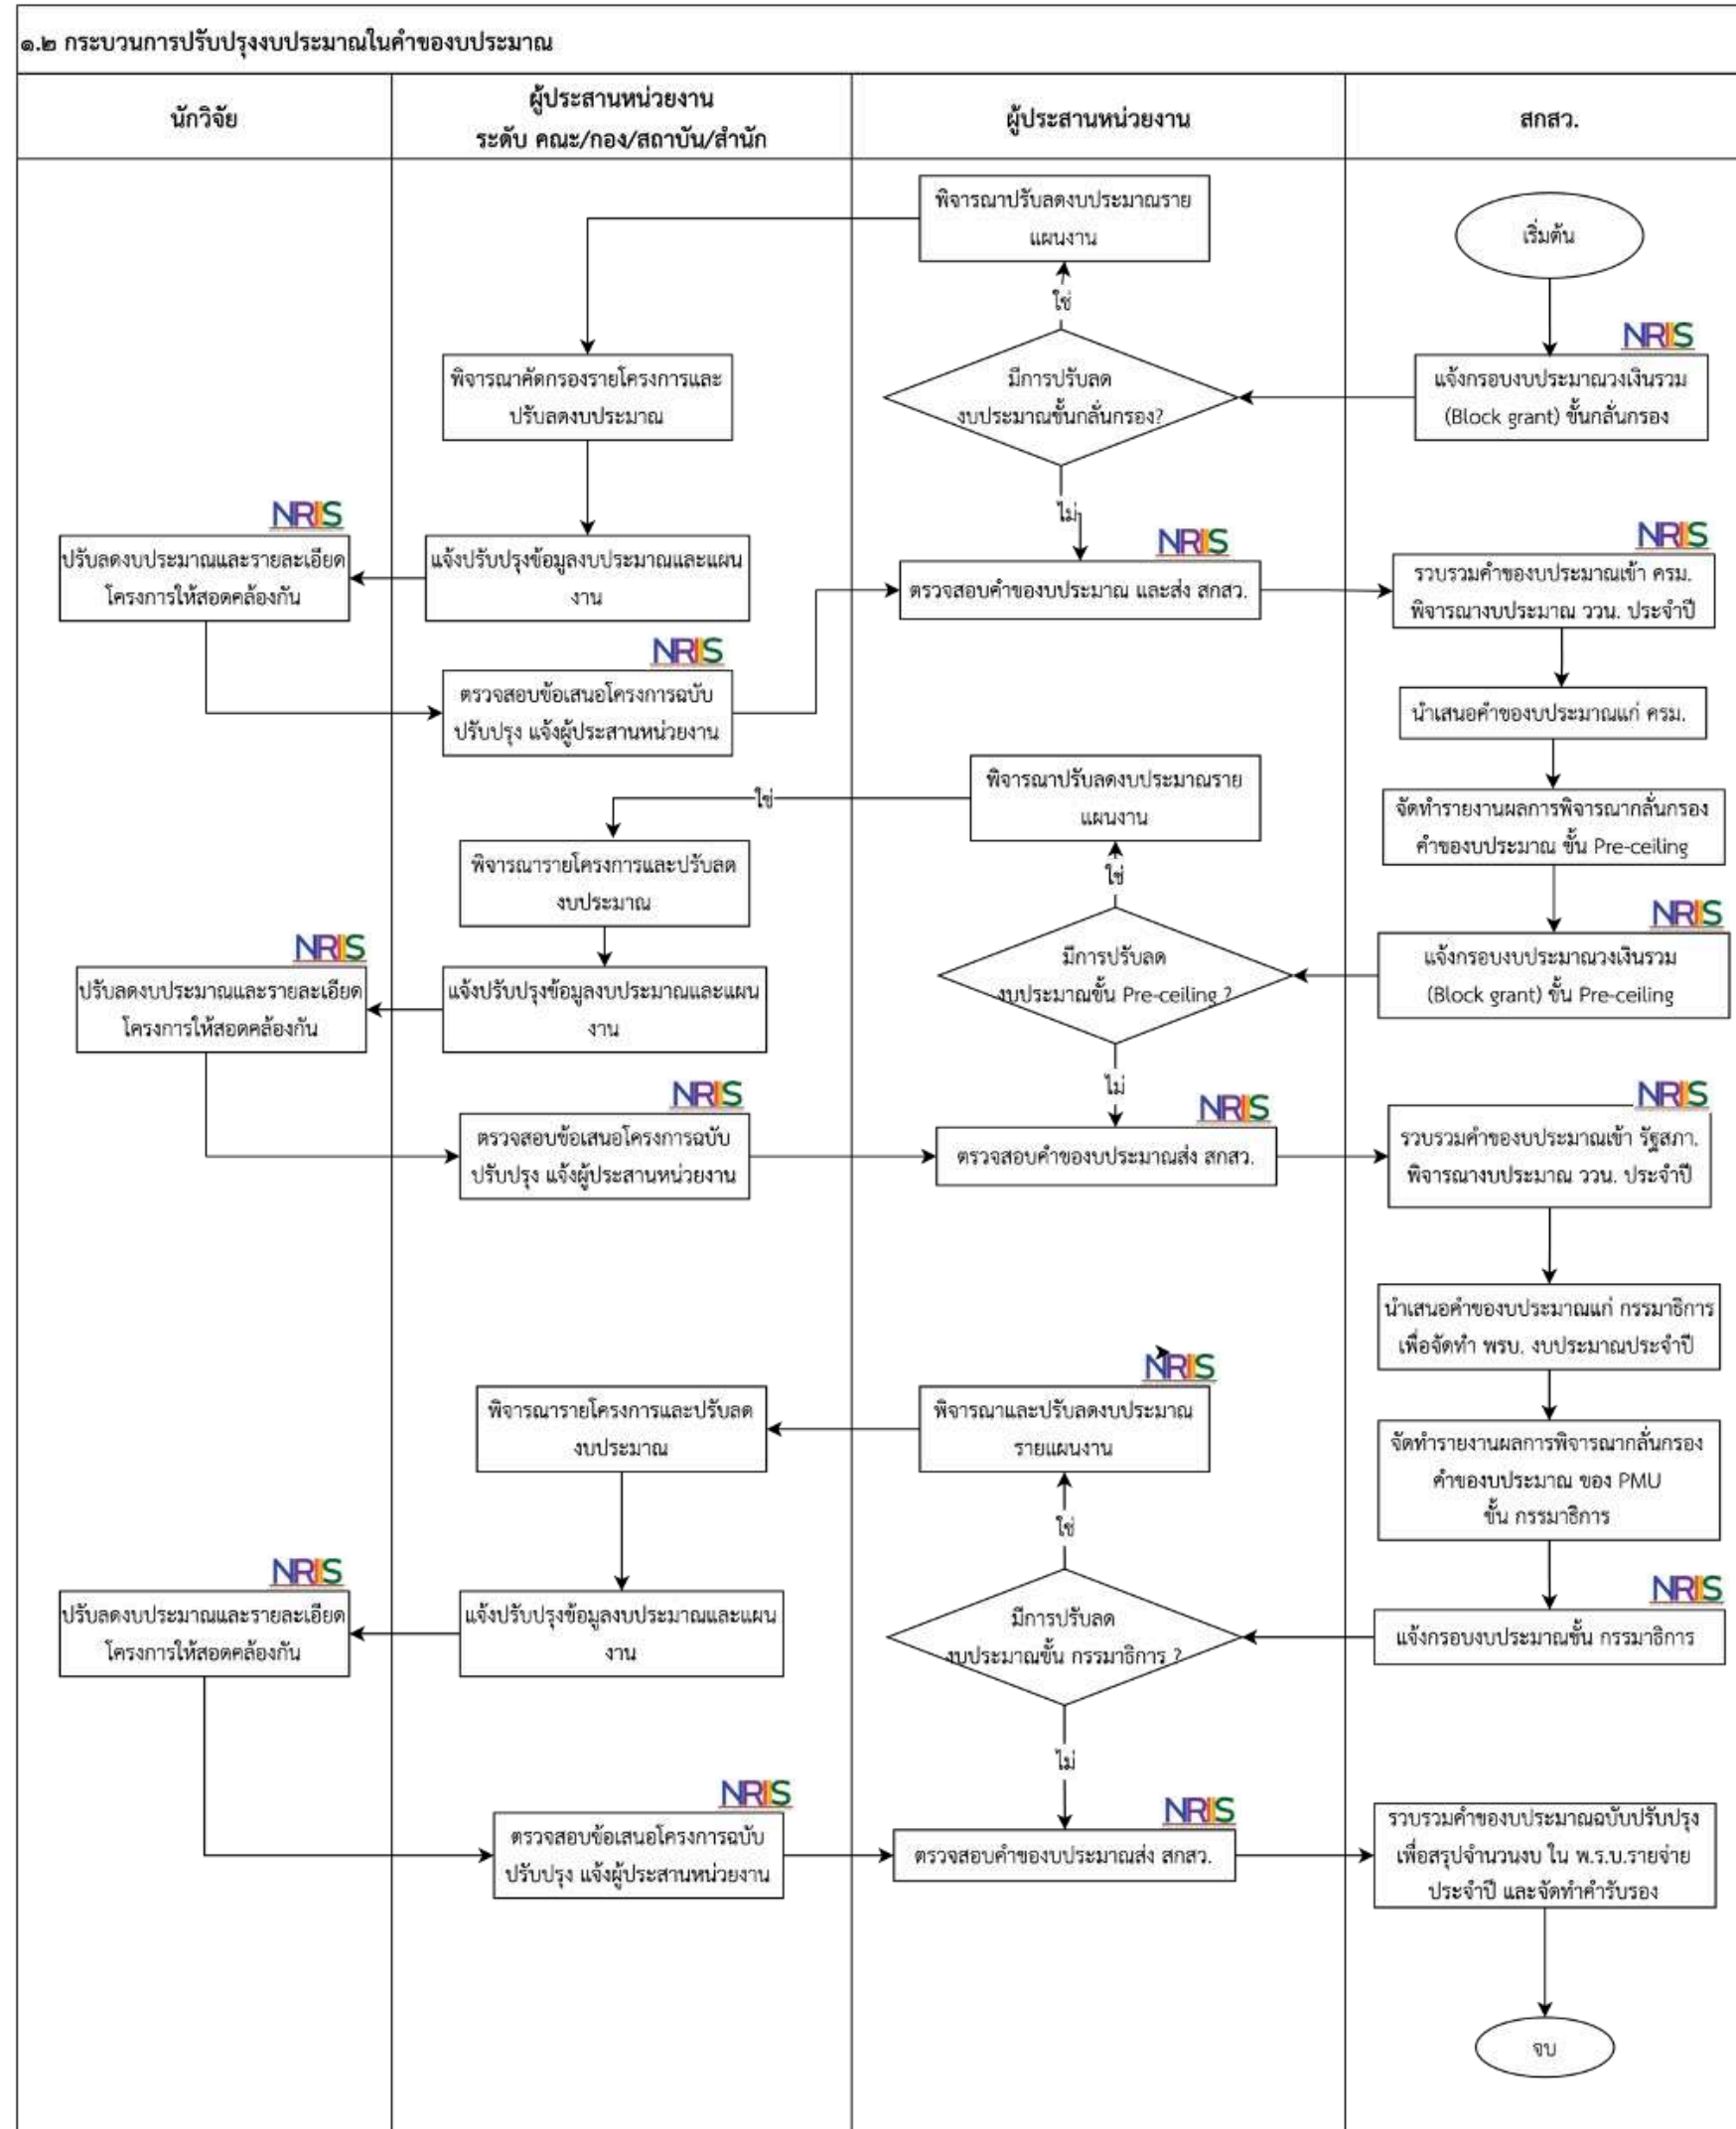 ๑.๒ กระบวนการปรับปรุงงบประมาณในคำของบประมาณ
นักวิจัย
ผู้ประสานหน่วยงาน
ระดับ คณะ/กอง/สถาบัน/สำนัก
ผู้ประสานหน่วยงาน
สกสว.
พิจารณาปรับลดงบประมาณราย
แผนงาน
เริ่มต้น
ใช่
NRIIS
พิจารณาคัดกรองรายโครงการและ
ปรับลดงบประมาณ
มีการปรับลด
งบประมาณขั้นกลั่นกรอง?
แจ้งกรอบงบประมาณวงเงินรวม
(Block grant) ขั้นกลั่นกรอง
ไม่
NRIIS
ปรับลดงบประมาณและรายละเอียด
โครงการให้สอดคล้องกัน
แจ้งปรับปรุงข้อมูลงบประมาณและแผน
งาน
NRIIS
ตรวจสอบคำของบประมาณ และส่ง สกสว.
NRIIS
รวบรวมคำของบประมาณเข้า ครม.
พิจารณางบประมาณ ววน. ประจำปี
NRIIS
ตรวจสอบข้อเสนอโครงการฉบับ
ปรับปรุง แจ้งผู้ประสานหน่วยงาน
นำเสนอคำของบประมาณแก่ ครม.
พิจารณาปรับลดงบประมาณราย
แผนงาน
ใช่
จัดทำรายงานผลการพิจารณากลั่นกรอง
คำของบประมาณ ขั้น Pre-ceiling
พิจารณารายโครงการและปรับลด
งบประมาณ
ใช่
NRIIS
ปรับลดงบประมาณและรายละเอียด
โครงการให้สอดคล้องกัน
แจ้งปรับปรุงข้อมูลงบประมาณและแผน
งาน
มีการปรับลด
งบประมาณขั้น Pre-ceiling ?
NRIIS
แจ้งกรอบงบประมาณวงเงินรวม
(Block grant) ขั้น Pre-ceiling
ไม่
NRIIS
ตรวจสอบข้อเสนอโครงการฉบับ
ปรับปรุง แจ้งผู้ประสานหน่วยงาน
NRIIS
ตรวจสอบคำของบประมาณส่ง สกสว.
NRIIS
รวบรวมคำของบประมาณเข้า รัฐสภา.
พิจารณางบประมาณ ววน. ประจำปี
นำเสนอคำของบประมาณแก่ กรรมาธิการ
เพื่อจัดทำ พรบ. งบประมาณประจำปี
NRIIS
พิจารณารายโครงการและปรับลด
งบประมาณ
พิจารณาและปรับลดงบประมาณ
รายแผนงาน
จัดทำรายงานผลการพิจารณากลั่นกรอง
คำของบประมาณ ของ PMU
ขั้น กรรมาธิการ
ใช่
NRIIS
ปรับลดงบประมาณและรายละเอียด
โครงการให้สอดคล้องกัน
แจ้งปรับปรุงข้อมูลงบประมาณและแผน
งาน
มีการปรับลด
งบประมาณขั้น กรรมาธิการ ?
NRIIS
แจ้งกรอบงบประมาณขั้น กรรมาธิการ
ไม่
NRIIS
ตรวจสอบข้อเสนอโครงการฉบับ
ปรับปรุง แจ้งผู้ประสานหน่วยงาน
NRIIS
ตรวจสอบคำของบประมาณส่ง สกสว.
รวบรวมคำของบประมาณฉบับปรับปรุง
เพื่อสรุปจำนวนงบ ใน พ.ร.บ.รายจ่าย
ประจำปี และจัดทำคำรับรอง
จบ